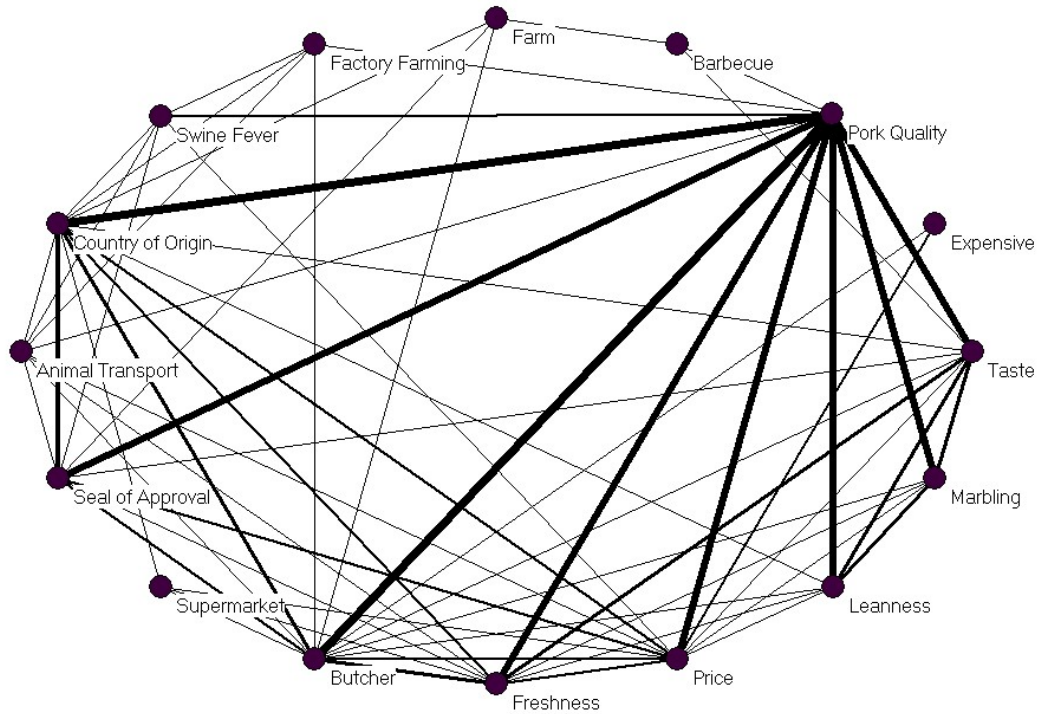 Farm
Factory Farming
Barbecue
Swine Fever
Pork Quality
Country of Origin
Expensive
Animal Transport
Taste
Seal of Approval
Marbling
Supermarket
Leanness
Butcher
Price
Freshness